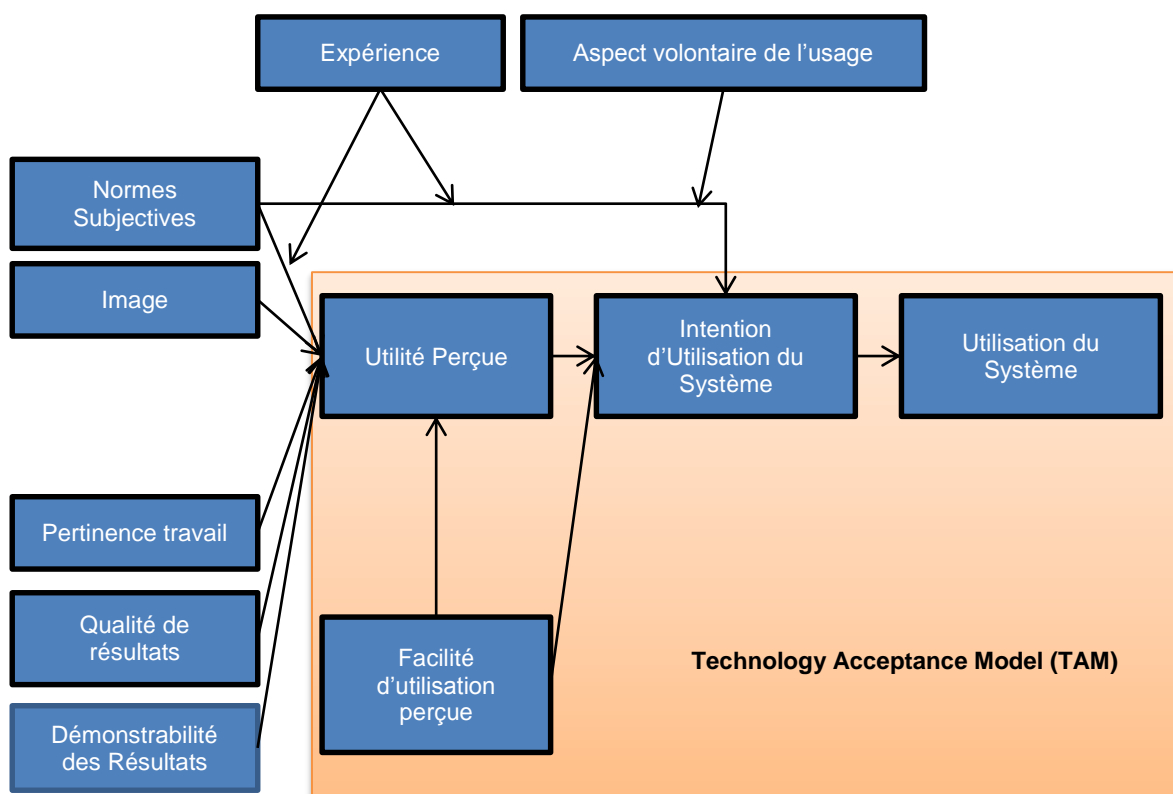 Expérience
Aspect volontaire de l’usage
Normes
Subjectives
Image
Utilité Perçue
Intention
d’Utilisation du
Système
Utilisation du
Système
Pertinence travail
Qualité de
résultats
Facilité
d’utilisation
perçue
Technology Acceptance Model (TAM)
Démonstrabilité
des Résultats